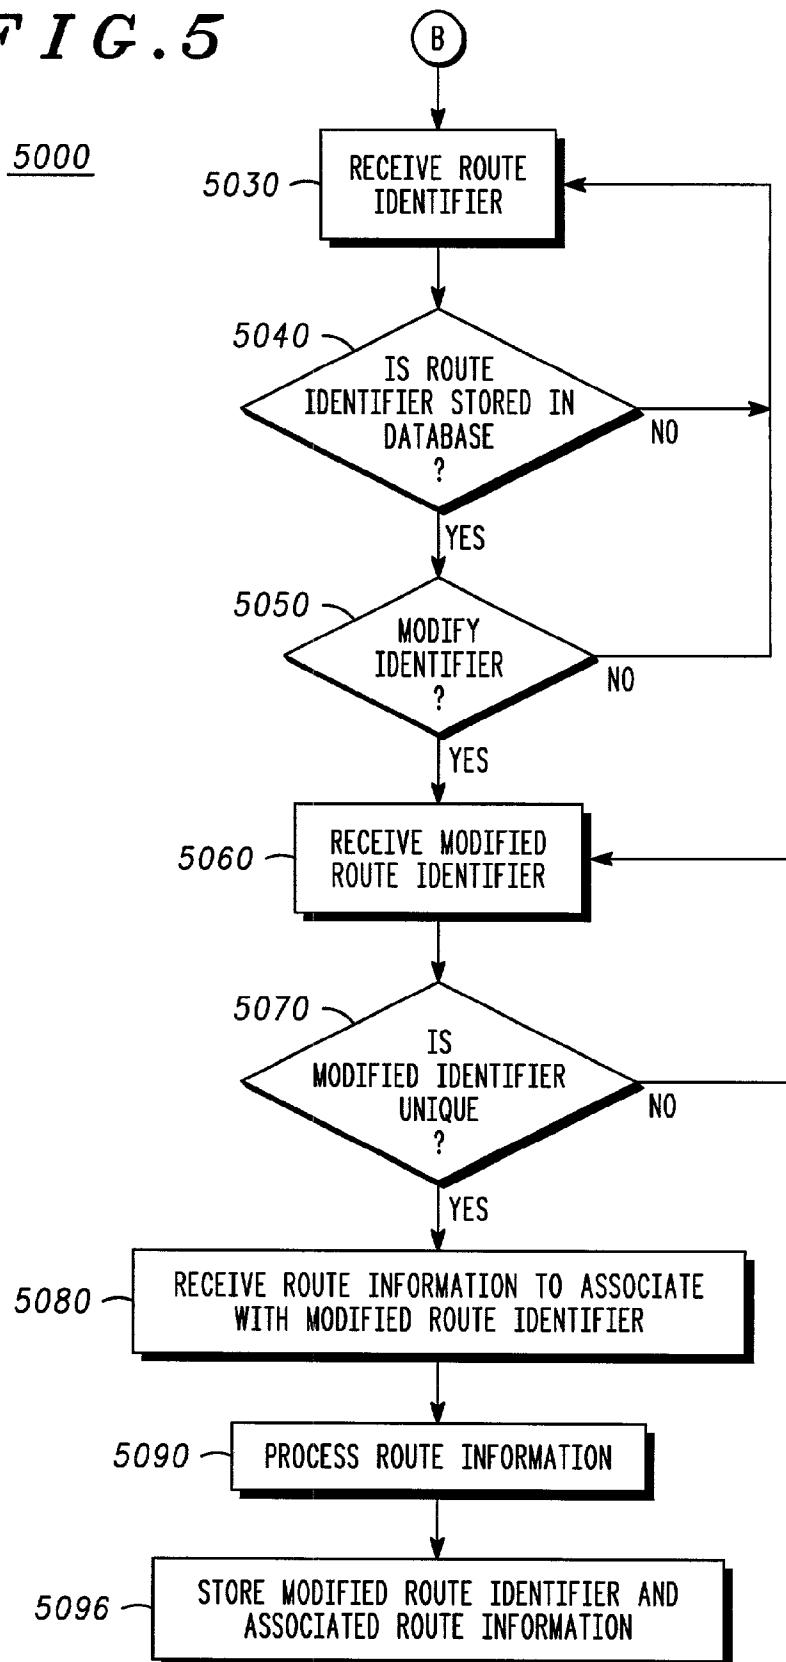 FIG.5
B
5000
5030
RECEIVE ROUTE
IDENTIFIER
5040
IS ROUTE
IDENTIFIER STORED IN
DATABASE
?
NO
YES
5050
MODIFY
IDENTIFIER
?
NO
YES
5060
RECEIVE MODIFIED
ROUTE IDENTIFIER
5070
IS
MODIFIED IDENTIFIER
UNIQUE
?
NO
YES
5080
RECEIVE ROUTE INFORMATION TO ASSOCIATE
WITH MODIFIED ROUTE IDENTIFIER
5090
PROCESS ROUTE INFORMATION
5096
STORE MODIFIED ROUTE IDENTIFIER AND
ASSOCIATED ROUTE INFORMATION